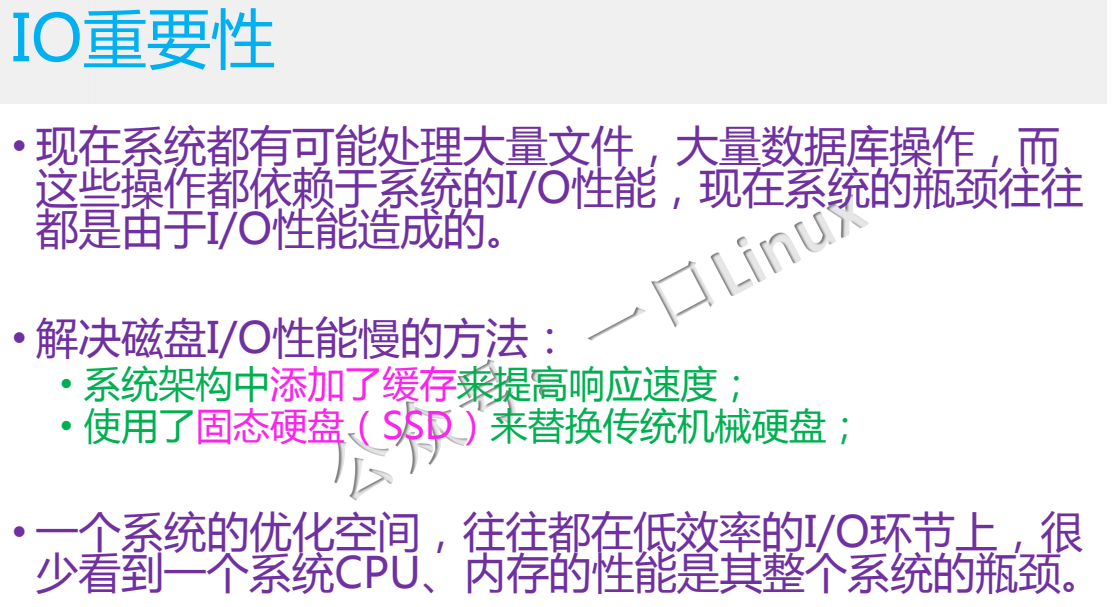 IO重要性
• 现在系统都有可能处理大量文件，大量数据库操作，而
这些操作都依赖于系统的I/O性能，现在系统的瓶颈往往
都是由于I/O性能造成的。
• 解决磁盘I/O性能慢的方法：
• 系统架构中添加了缓存来提高响应速度；
• 使用了固态硬盘（SSD）来替换传统机械硬盘；
• 一个系统的优化空间，往往都在低效率的I/O环节上，很
少看到一个系统CPU、内存的性能是其整个系统的瓶颈。
公众号：一口Linux